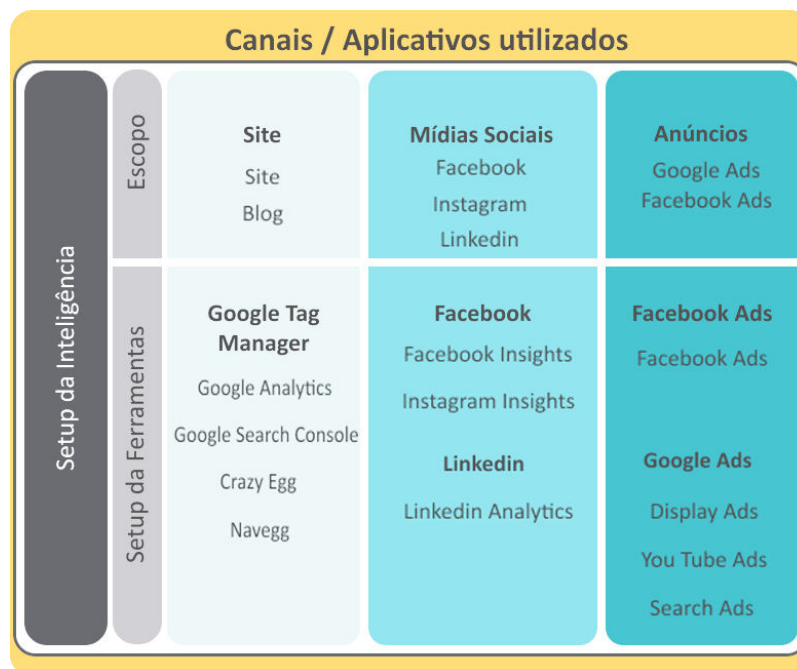 Canais / Aplicativos utilizados
Setup da Inteligência
Escopo
Site
Site
Blog
Mídias Sociais
Facebook
Instagram
Linkedin
Anúncios
Google Ads
Facebook Ads
Setup da Ferramentas
Google Tag
Manager
Google Analytics
Google Search Console
Crazy Egg
Navegg
Facebook
Facebook Insights
Instagram Insights
Linkedin
Linkedin Analytics
Facebook Ads
Facebook Ads
Google Ads
Display Ads
You Tube Ads
Search Ads